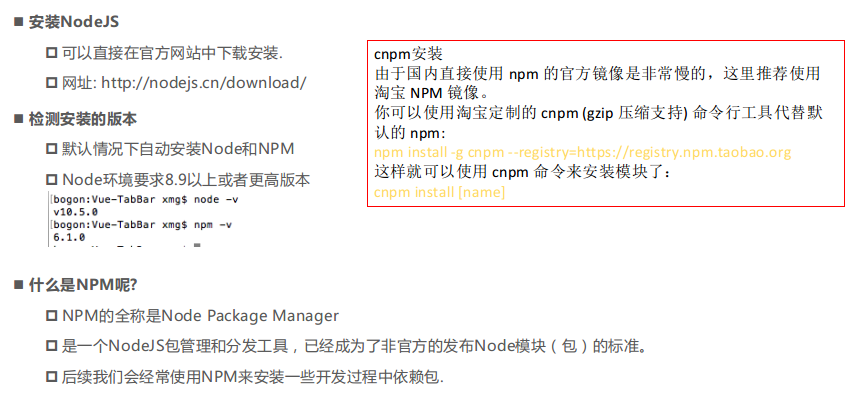 安装NodeJS
可以直接在官方网站中下载安装.
网址: http://nodejs.cn/download/
检测安装的版本
默认情况下自动安装Node和NPM
Node环境要求8.9以上或者更高版本
[bogon:Vue-TabBar xmg$ node -v
v10.5.0
[bogon:Vue-TabBar xmg$ npm -v
6.1.0
cnpm安装
由于国内直接使用 npm 的官方镜像是非常慢的，这里推荐使用
淘宝 NPM 镜像。
你可以使用淘宝定制的 cnpm (gzip 压缩支持) 命令行工具代替默
认的 npm:
npm install -g cnpm --registry=https://registry.npm.taobao.org
这样就可以使用 cnpm 命令来安装模块了：
cnpm install [name]
什么是NPM呢?
NPM的全称是Node Package Manager
是一个NodeJS包管理和分发工具，已经成为了非官方的发布Node模块（包）的标准。
后续我们会经常使用NPM来安装一些开发过程中依赖包.